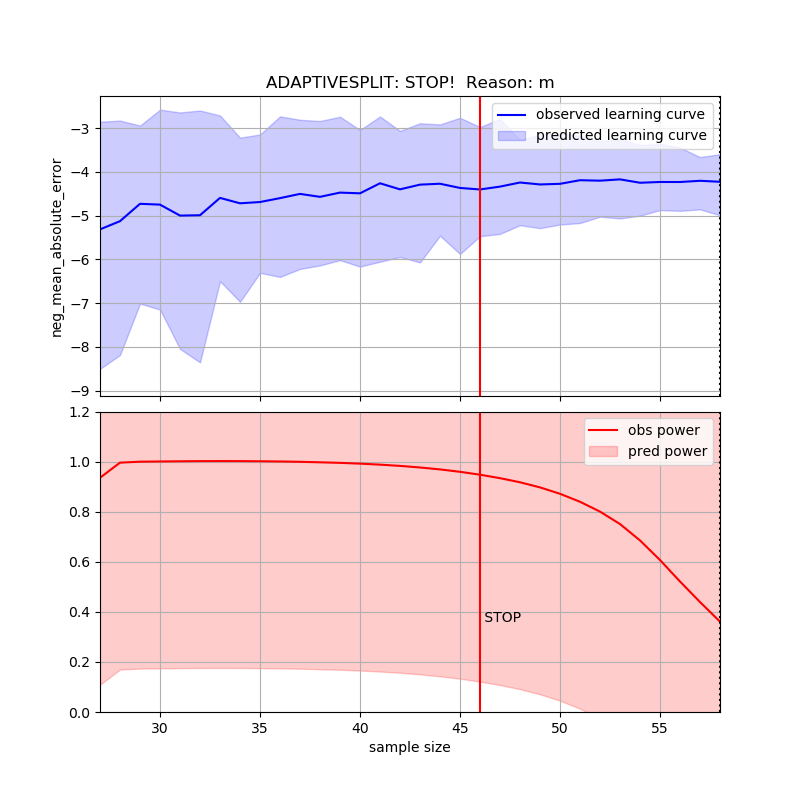 ADAPTIVESPLIT: STOP!  Reason: m
observed learning curve
predicted learning curve
neg_mean_absolute_error
−3
−4
−5
−6
−7
−8
−9
obs power
pred power
STOP
1.2
1.0
0.8
0.6
0.4
0.2
0.0
30 35 40 45 50 55
sample size